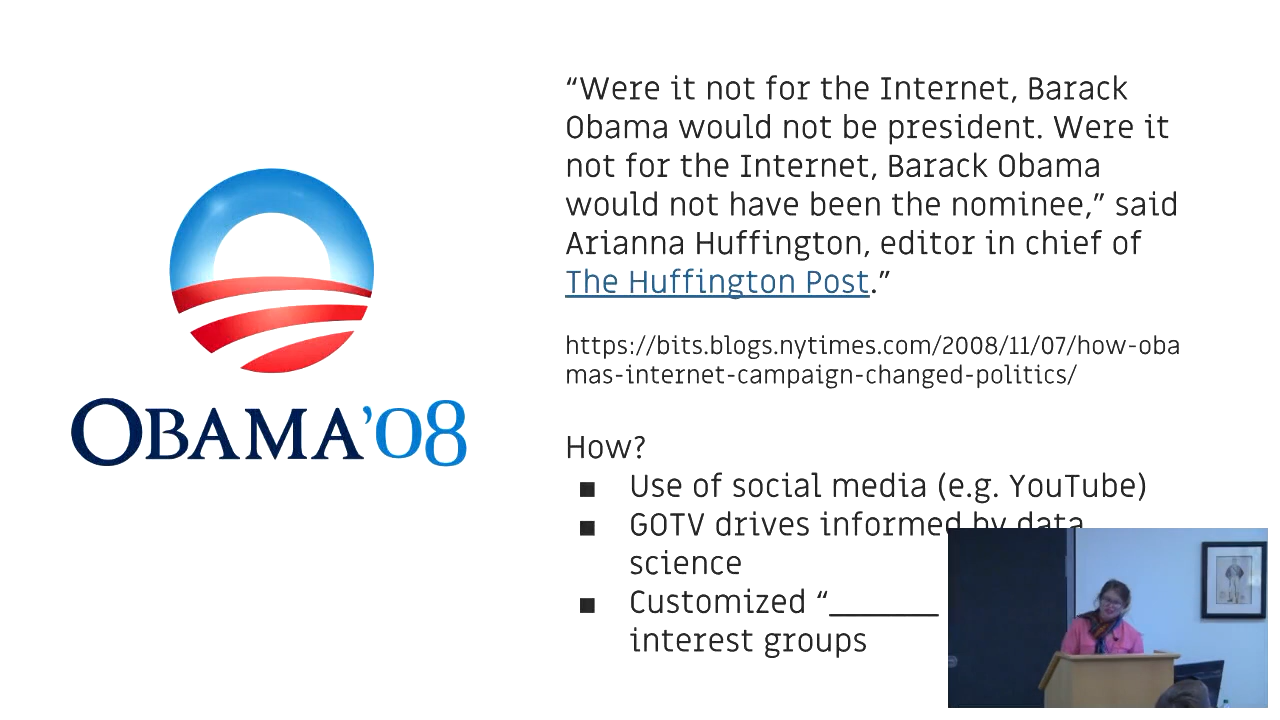 “Were it not for the Internet, Barack
Obama would not be president. Were it
not for the Internet, Barack Obama
would not have been the nominee,” said
Arianna Huffington, editor in chief of
The Huffington Post.”
https://bits.blogs.nytimes.com/2008/11/07/how-oba
mas-internet-campaign-changed-politics/
OBAMA’08
How?
■ Use of social media (e.g. YouTube)
■ GOTV drives informed by data
science
■ Customized “_______
interest groups